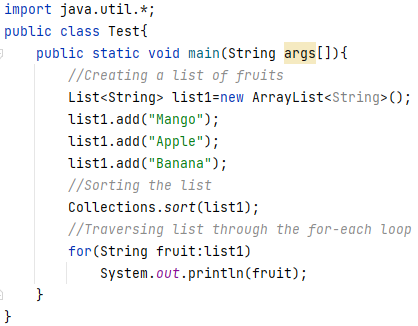 import java.util.*;
public class Test{
    public static void main(String args[]){
        //Creating a list of fruits
        List<String> list1=new ArrayList<String>();
        list1.add("Mango");
        list1.add("Apple");
        list1.add("Banana");
        //Sorting the list
        Collections.sort(list1);
        //Traversing list through the for-each loop
        for(String fruit:list1)
            System.out.println(fruit);
    }
}